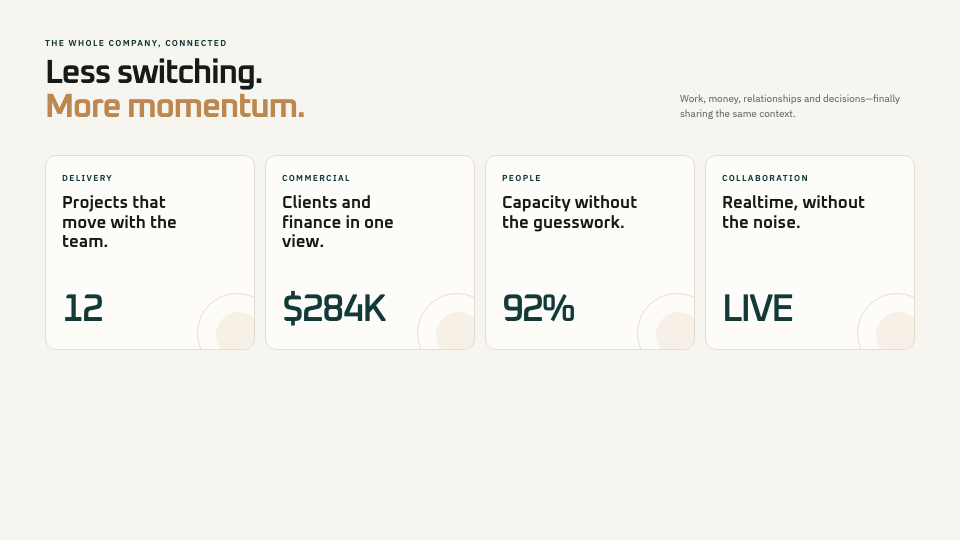 THE WHOLE COMPANY, CONNECTED
Less switching.
More momentum.
Work, money, relationships and decisions—finally
sharing the same context.
DELIVERY
Projects that
move with the
team.
12
COMMERCIAL
Clients and
finance in one
view.
$284K
PEOPLE
Capacity without
the guesswork.
92%
COLLABORATION
Realtime, without
the noise.
LIVE